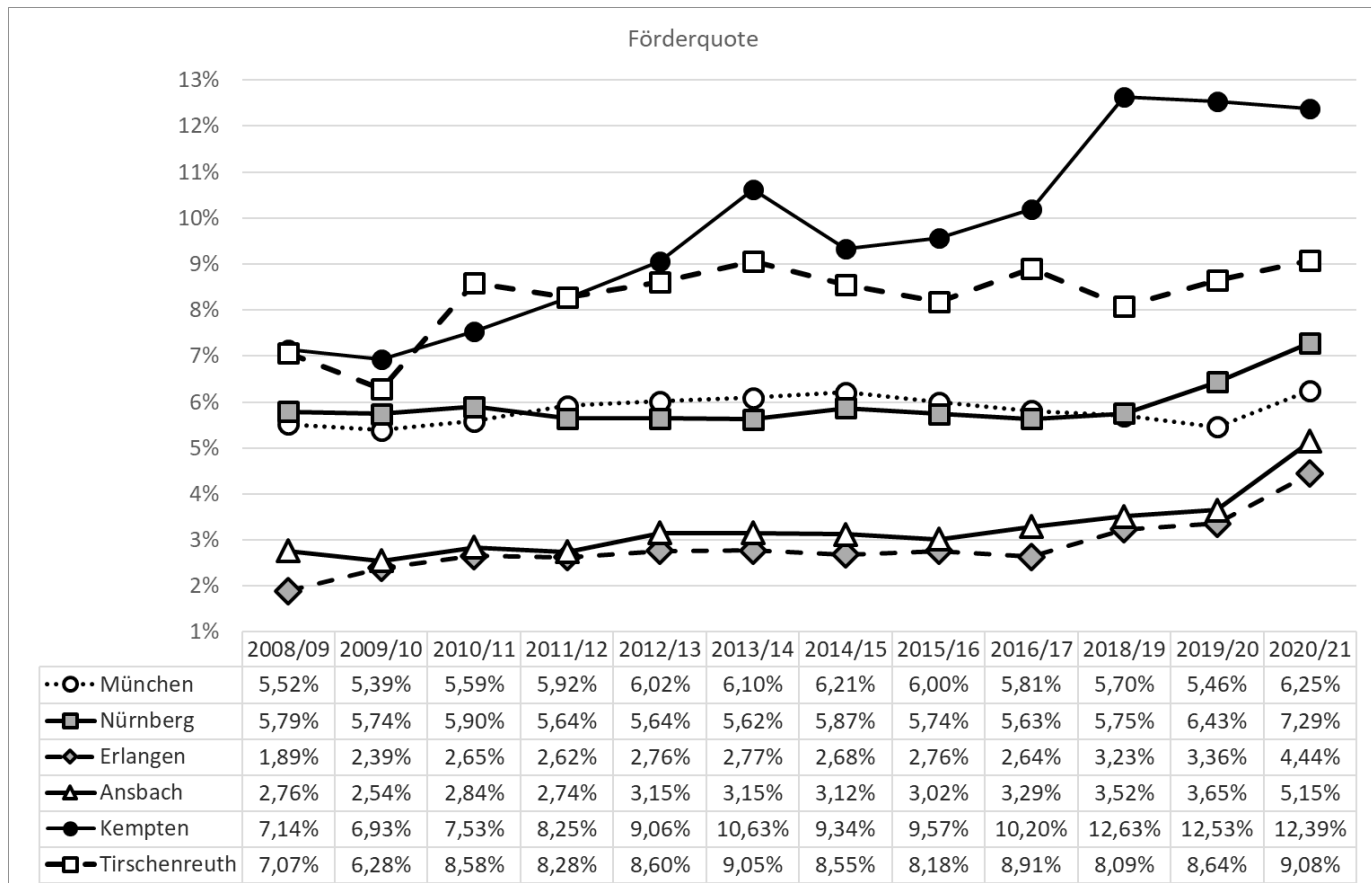 Förderquote
13%
12%
11%
10%
9%
8%
7%
6%
5%
4%
3%
2%
1%
2008/09 2009/10 2010/11 2011/12 2012/13 2013/14 2014/15 2015/16 2016/17 2018/19 2019/20 2020/21
München 5,52% 5,39% 5,59% 5,92% 6,02% 6,10% 6,21% 6,00% 5,81% 5,70% 5,46% 6,25%
Nürnberg 5,79% 5,74% 5,90% 5,64% 5,64% 5,62% 5,87% 5,74% 5,63% 5,75% 6,43% 7,29%
Erlangen 1,89% 2,39% 2,65% 2,62% 2,76% 2,77% 2,68% 2,76% 2,64% 3,23% 3,36% 4,44%
Ansbach 2,76% 2,54% 2,84% 2,74% 3,15% 3,15% 3,12% 3,02% 3,29% 3,52% 3,65% 5,15%
Kempten 7,14% 6,93% 7,53% 8,25% 9,06% 10,63% 9,34% 9,57% 10,20% 12,63% 12,53% 12,39%
Tirschenreuth 7,07% 6,28% 8,58% 8,28% 8,60% 9,05% 8,55% 8,18% 8,91% 8,09% 8,64% 9,08%